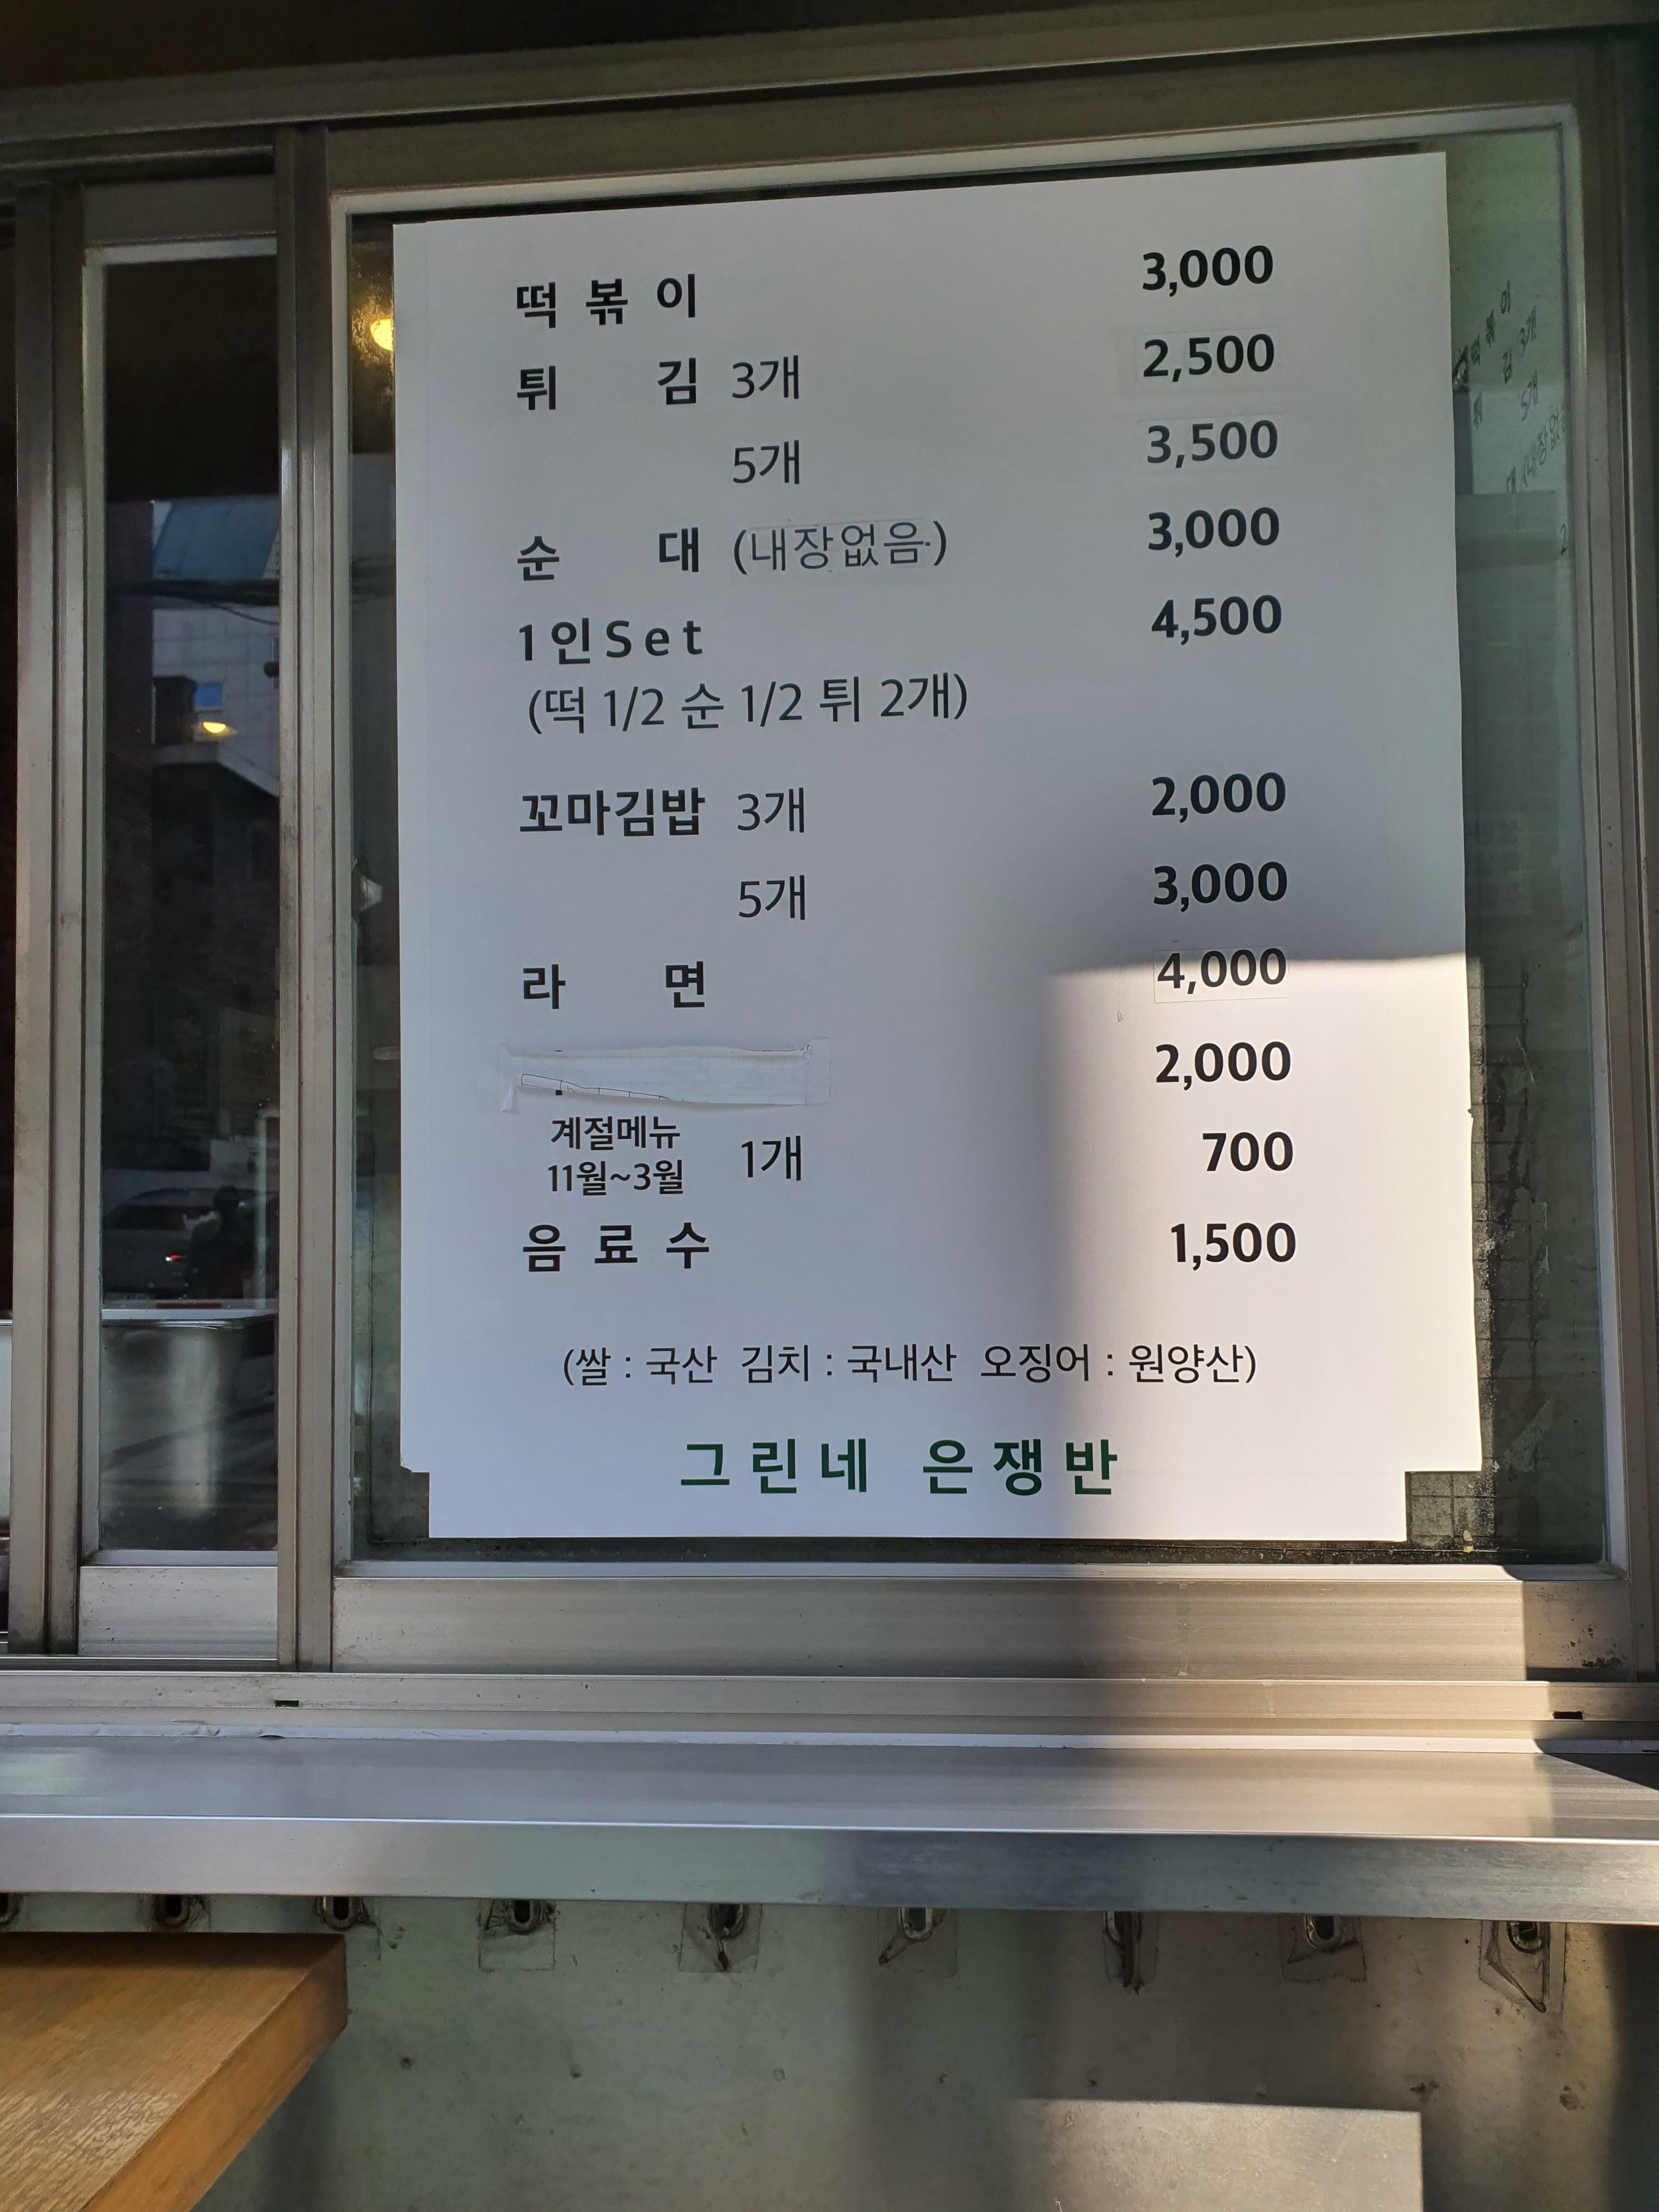 떡볶이 3,000
튀김 3개 2,500
5개 3,500
순대 (내장없음) 3,000
1인Set 4,500
(떡 1/2 순 1/2 튀 2개)
꼬마김밥 3개 2,000
5개 3,000
라면 4,000
2,000
계절메뉴
11월~3월 1개 700
음료수 1,500
(쌀 : 국산 김치 : 국내산 오징어 : 원양산)
그린네 은쟁반